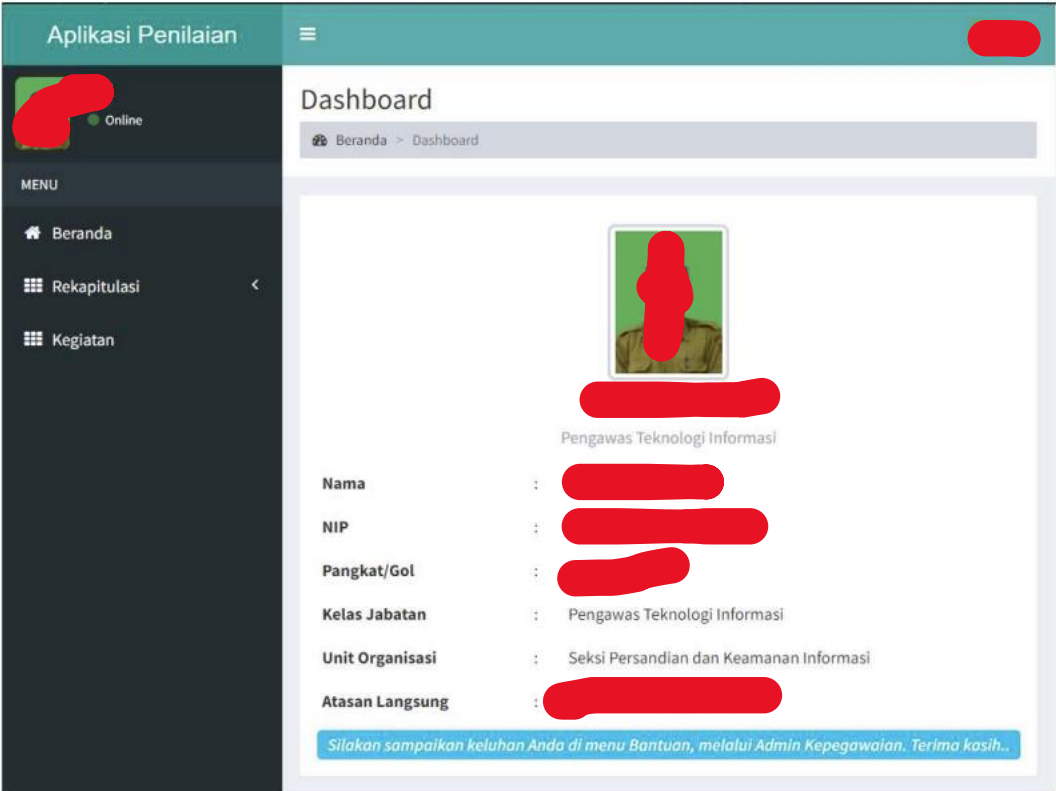 Aplikasi Penilaian
Online
MENU
Beranda
Rekapitulasi
Kegiatan
Dashboard
Beranda > Dashboard
Pengawas Teknologi Informasi
Nama :
NIP :
Pangkat/Gol :
Kelas Jabatan : Pengawas Teknologi Informasi
Unit Organisasi : Seksi Persandian dan Keamanan Informasi
Atasan Langsung :
Silakan sampaikan keluhan Anda di menu Bantuan, melalui Admin Kepegawaian. Terima kasih..